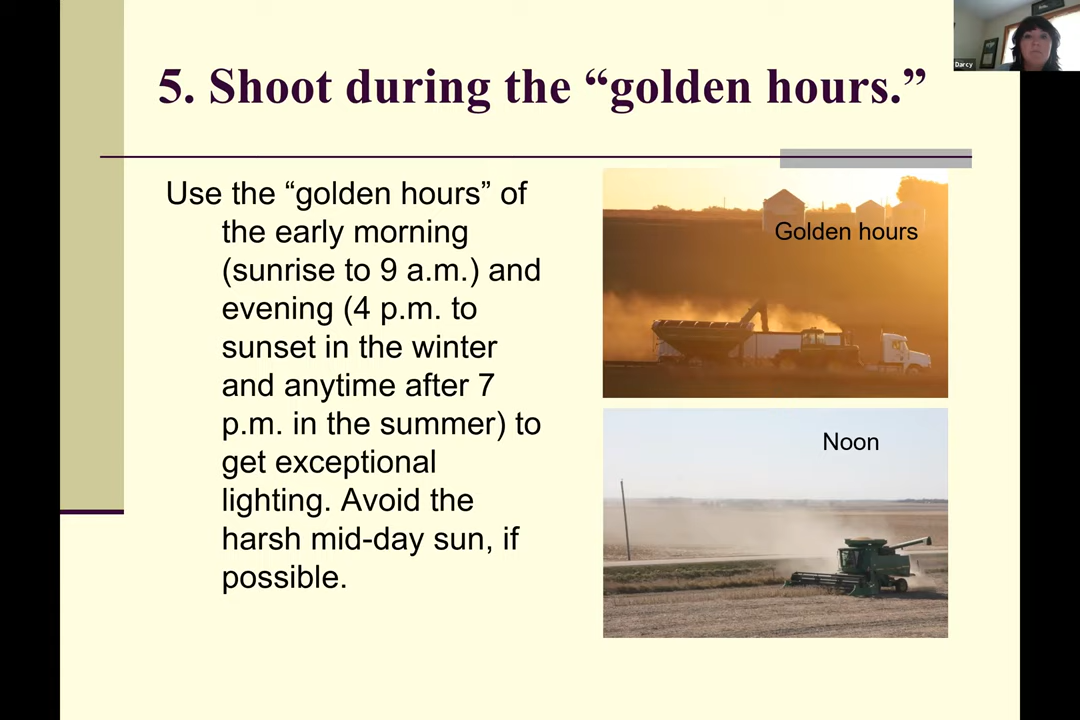 Darcy
5. Shoot during the “golden hours.”
Use the “golden hours” of
the early morning
(sunrise to 9 a.m.) and
evening (4 p.m. to
sunset in the winter
and anytime after 7
p.m. in the summer) to
get exceptional
lighting. Avoid the
harsh mid-day sun, if
possible.
Golden hours
Noon